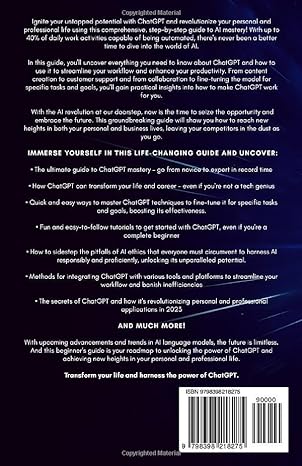 Copyrighted Material
Ignite your untapped potential with ChatGPT and revolutionize your personal and
professional life using this comprehensive, step-by-step guide to AI mastery! With up to
40% of daily work activities capable of being automated, there's never been a better
time to dive into the world of AI.
In this guide, you'll uncover everything you need to know about ChatGPT and how to
use it to streamline your workflow and enhance your productivity. From content
creation to customer support and from collaboration to fine-tuning the model for
specific tasks and goals, you'll gain practical insights into how to make ChatGPT work
for you.
With the AI revolution at our doorstep, now is the time to seize the opportunity and
embrace the future. This groundbreaking guide will show you how to reach new
heights in both your personal and business lives, leaving your competitors in the dust as
you go.
IMMERSE YOURSELF IN THIS LIFE-CHANGING GUIDE AND UNCOVER:
• The ultimate guide to ChatGPT mastery - go from novice to expert in record time
• How ChatGPT can transform your life and career - even if you're not a tech genius
• Quick and easy ways to master ChatGPT techniques to fine-tune it for specific tasks
and goals, boosting its effectiveness.
• Fun and easy-to-follow tutorials to get started with ChatGPT, even if you're a
complete beginner
• How to sidestep the pitfalls of AI ethics that everyone must circumvent to harness AI
responsibly and proficiently, unlocking its unparalleled potential.
• Methods for integrating ChatGPT with various tools and platforms to streamline your
workflow and banish inefficiencies
• The secrets of ChatGPT and how it's revolutionizing personal and professional
applications in 2023
AND MUCH MORE!
With upcoming advancements and trends in AI language models, the future is limitless.
And this beginner's guide is your roadmap to unlocking the power of ChatGPT and
achieving new heights in your personal and professional life.
Transform your life and harness the power of ChatGPT.
ISBN 9798398218275
90000
9 798398 218275
Copyrighted Material